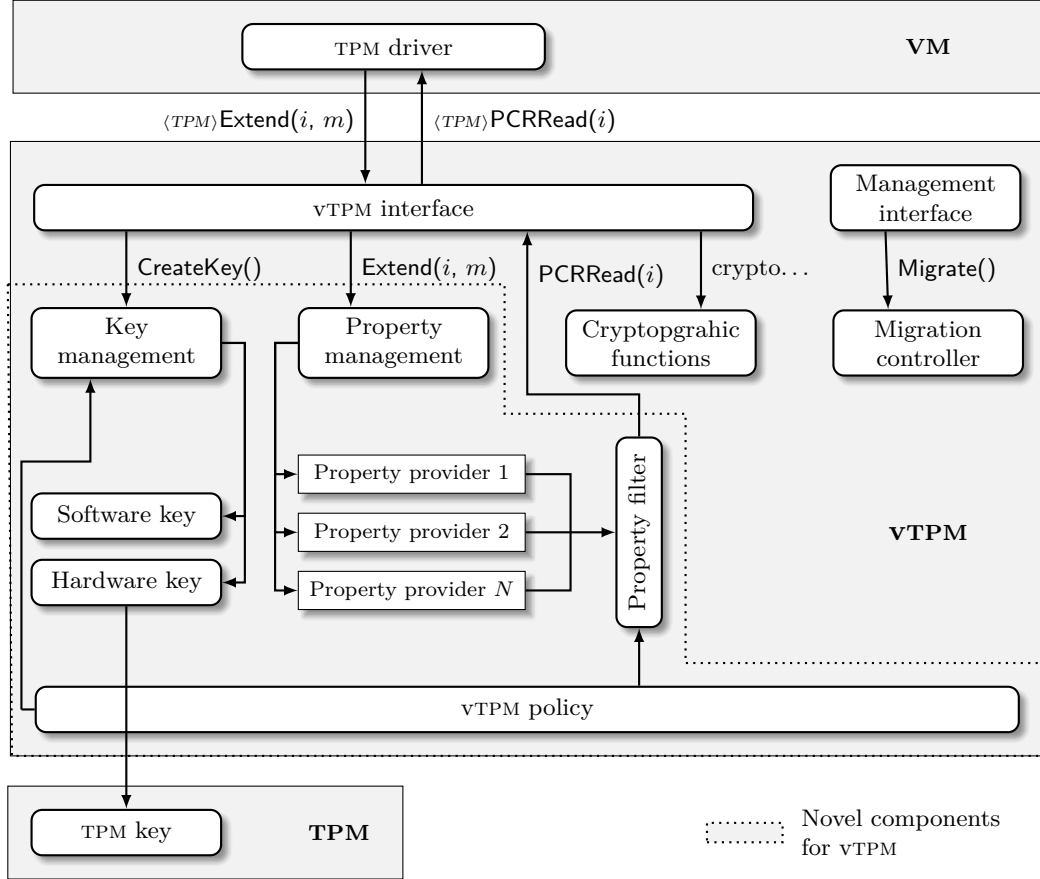 TPM driver
VM
⟨TPM⟩Extend(i, m)
⟨TPM⟩PCRRead(i)
vTPM interface
Management
interface
CreateKey()
Extend(i, m)
PCRRead(i)
crypto...
Migrate()
Key
management
Property
management
Cryptopgrahic
functions
Migration
controller
Property provider 1
Software key
Property provider 2
Property filter
vTPM
Hardware key
Property provider N
vTPM policy
TPM key
TPM
Novel components
for vTPM